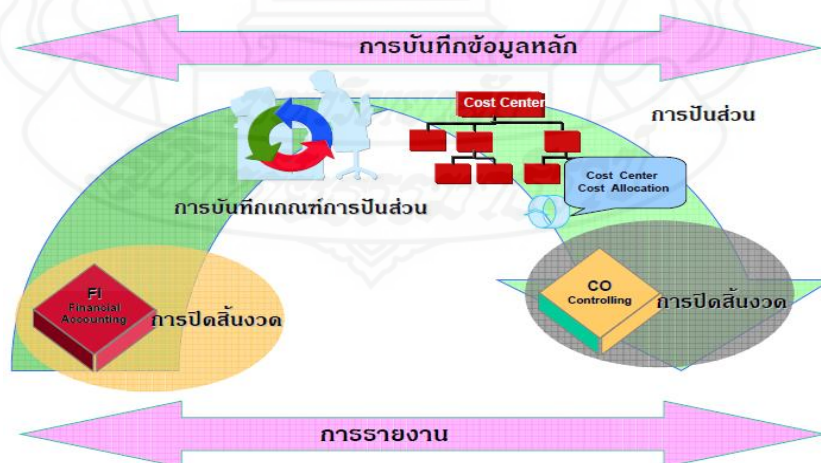 การบันทึกข้อมูลหลัก
Cost Center
การปันส่วน
Cost Center
Cost Allocation
การบันทึกเกณฑ์การปันส่วน
FI
Financial
Accounting
การปิดสิ้นงวด
CO
Controlling
การปิดสิ้นงวด
การรายงาน